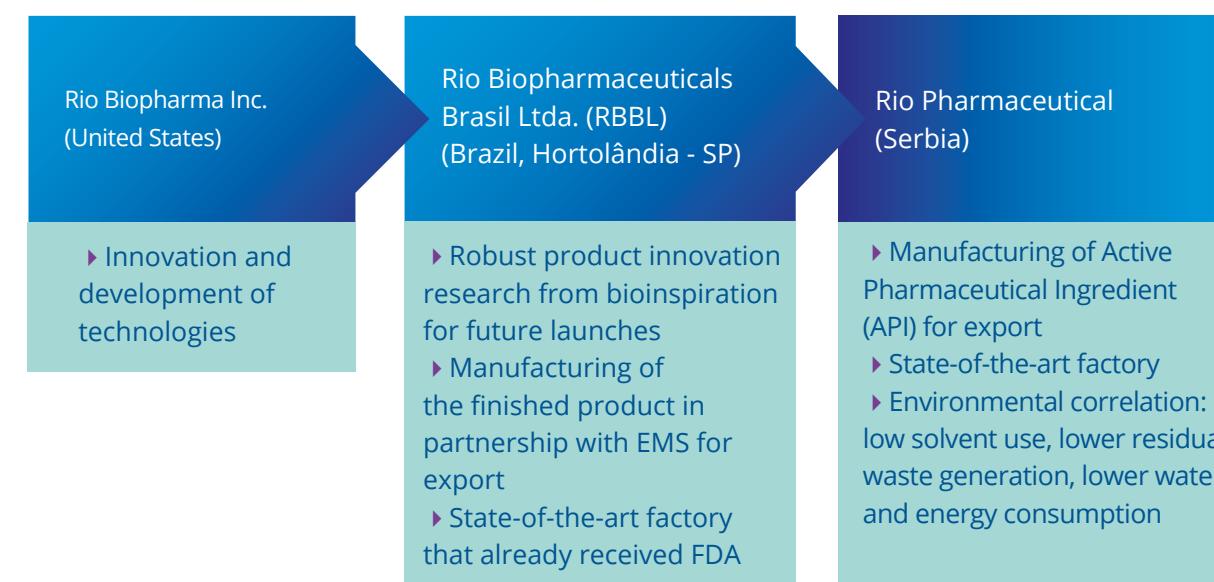 Rio Biopharma Inc.
(United States)
▸ Innovation and
development of
technologies
Rio Biopharmaceuticals
Brasil Ltda. (RBBL)
(Brazil, Hortolândia - SP)
▸ Robust product innovation
research from bioinspiration
for future launches
▸ Manufacturing of
the finished product in
partnership with EMS for
export
▸ State-of-the-art factory
that already received FDA
Rio Pharmaceutical
(Serbia)
▸ Manufacturing of Active
Pharmaceutical Ingredient
(API) for export
▸ State-of-the-art factory
▸ Environmental correlation:
low solvent use, lower
waste generation, lower
and energy consumption